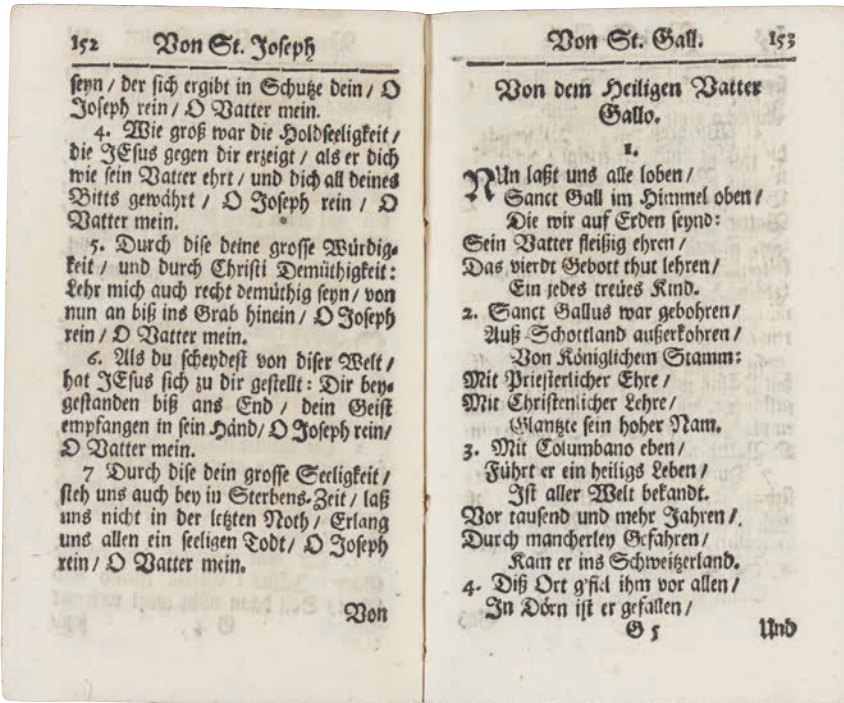 152 Von St. Joseph
seyn / der sich ergibt in Schutze dein / O
Joseph rein / O Vatter mein.
4. Wie groß war die Holdseeligkeit /
die JEsus gegen dir erzeigt / als er dich
wie sein Vatter ehrt / und dich all deines
Bitts gewährt / O Joseph rein / O
Vatter mein.
5. Durch dise deine grosse Würdig-
keit / und durch Christi Demüthigkeit:
Lehr mich auch recht demüthig seyn / von
nun an biß ins Grab hinein / O Joseph
rein / O Vatter mein.
6. Als du scheydest von diser Welt /
hat JEsus sich zu dir gestellt: Dir bey-
gestanden biß ans End / dein Geist
empfangen in sein Händ / O Joseph rein /
O Vatter mein.
7 Durch dise dein grosse Seeligkeit /
steh uns auch bey in Sterbens-Zeit / laß
uns nicht in der letzten Noth / Erlang
uns allen ein seeligen Todt / O Joseph
rein / O Vatter mein.
Von
Von St. Gall. 153
Von dem Heiligen Vatter
Gallo.
1.
NUn laßt uns alle loben /
Sanct Gall im Himmel oben /
Die wir auf Erden seynd:
Sein Vatter fleißig ehren /
Das vierdt Gebott thut lehren /
Ein jedes treües Kind.
2. Sanct Gallus war gebohren /
Auß Schottland außerkohren /
Von Königlichem Stamm:
Mit Priesterlicher Ehre /
Mit Christenlicher Lehre /
Glantzte sein hoher Nam.
3. Mit Columbano eben /
Führt er ein heiligs Leben /
Ist aller Welt bekandt.
Vor tausend und mehr Jahren /
Durch mancherley Gefahren /
Kam er ins Schweitzerland.
4. Diß Ort g'fiel ihm vor allen /
In Dörn ist er gefallen /
G 5 Und